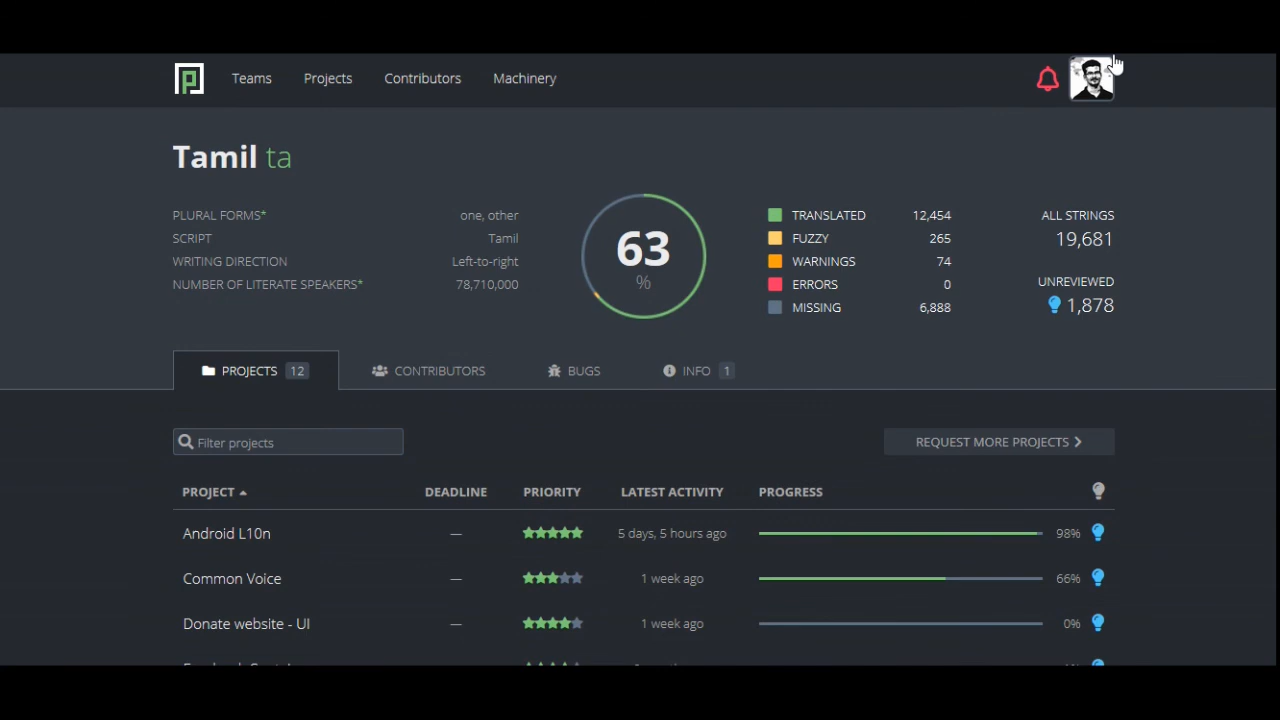 Teams Projects Contributors Machinery
Tamil ta
PLURAL FORMS* one, other
SCRIPT Tamil
WRITING DIRECTION Left-to-right
NUMBER OF LITERATE SPEAKERS* 78,710,000
63
%
TRANSLATED 12,454
FUZZY 265
WARNINGS 74
ERRORS 0
MISSING 6,888
ALL STRINGS
19,681
UNREVIEWED
1,878
PROJECTS 12 CONTRIBUTORS BUGS INFO 1
Filter projects REQUEST MORE PROJECTS
PROJECT DEADLINE PRIORITY LATEST ACTIVITY PROGRESS
Android L10n — 5 days, 5 hours ago 98%
Common Voice — 1 week ago 66%
Donate website - UI — 1 week ago 0%